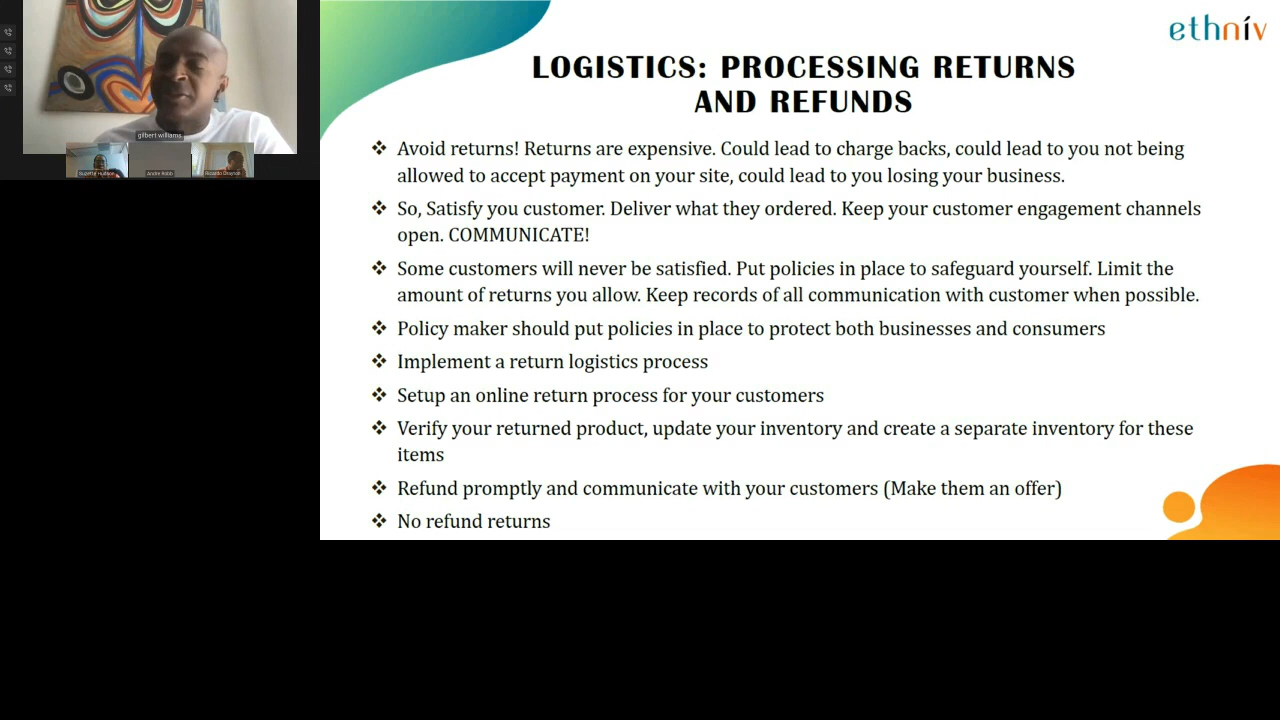 ethniv
LOGISTICS: PROCESSING RETURNS
AND REFUNDS
Avoid returns! Returns are expensive. Could lead to charge backs, could lead to you not being
allowed to accept payment on your site, could lead to you losing your business.
So, Satisfy you customer. Deliver what they ordered. Keep your customer engagement channels
open. COMMUNICATE!
Some customers will never be satisfied. Put policies in place to safeguard yourself. Limit the
amount of returns you allow. Keep records of all communication with customer when possible.
Policy maker should put policies in place to protect both businesses and consumers
Implement a return logistics process
Setup an online return process for your customers
Verify your returned product, update your inventory and create a separate inventory for these
items
Refund promptly and communicate with your customers (Make them an offer)
No refund returns
gilbert williams
Suzette Hudson
Andre Robb
Ricardo Drayton